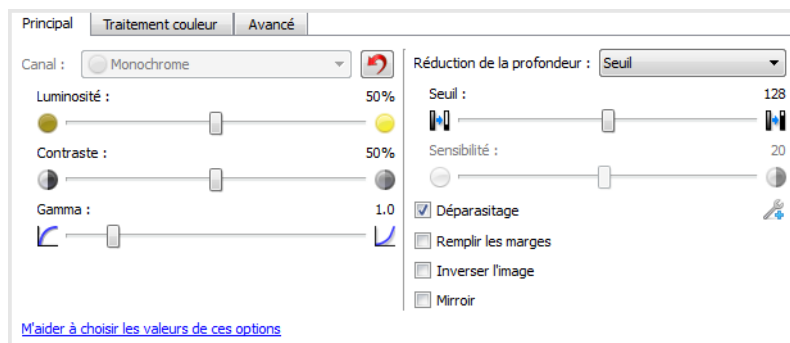 Principal Traitement couleur Avancé
Canal : Monochrome
Luminosité : 50%
Contraste : 50%
Gamma : 1.0
M'aider à choisir les valeurs de ces options
Réduction de la profondeur : Seuil
Seuil : 128
Sensibilité : 20
Déparasitage
Remplir les marges
Inverser l'image
Mirroir